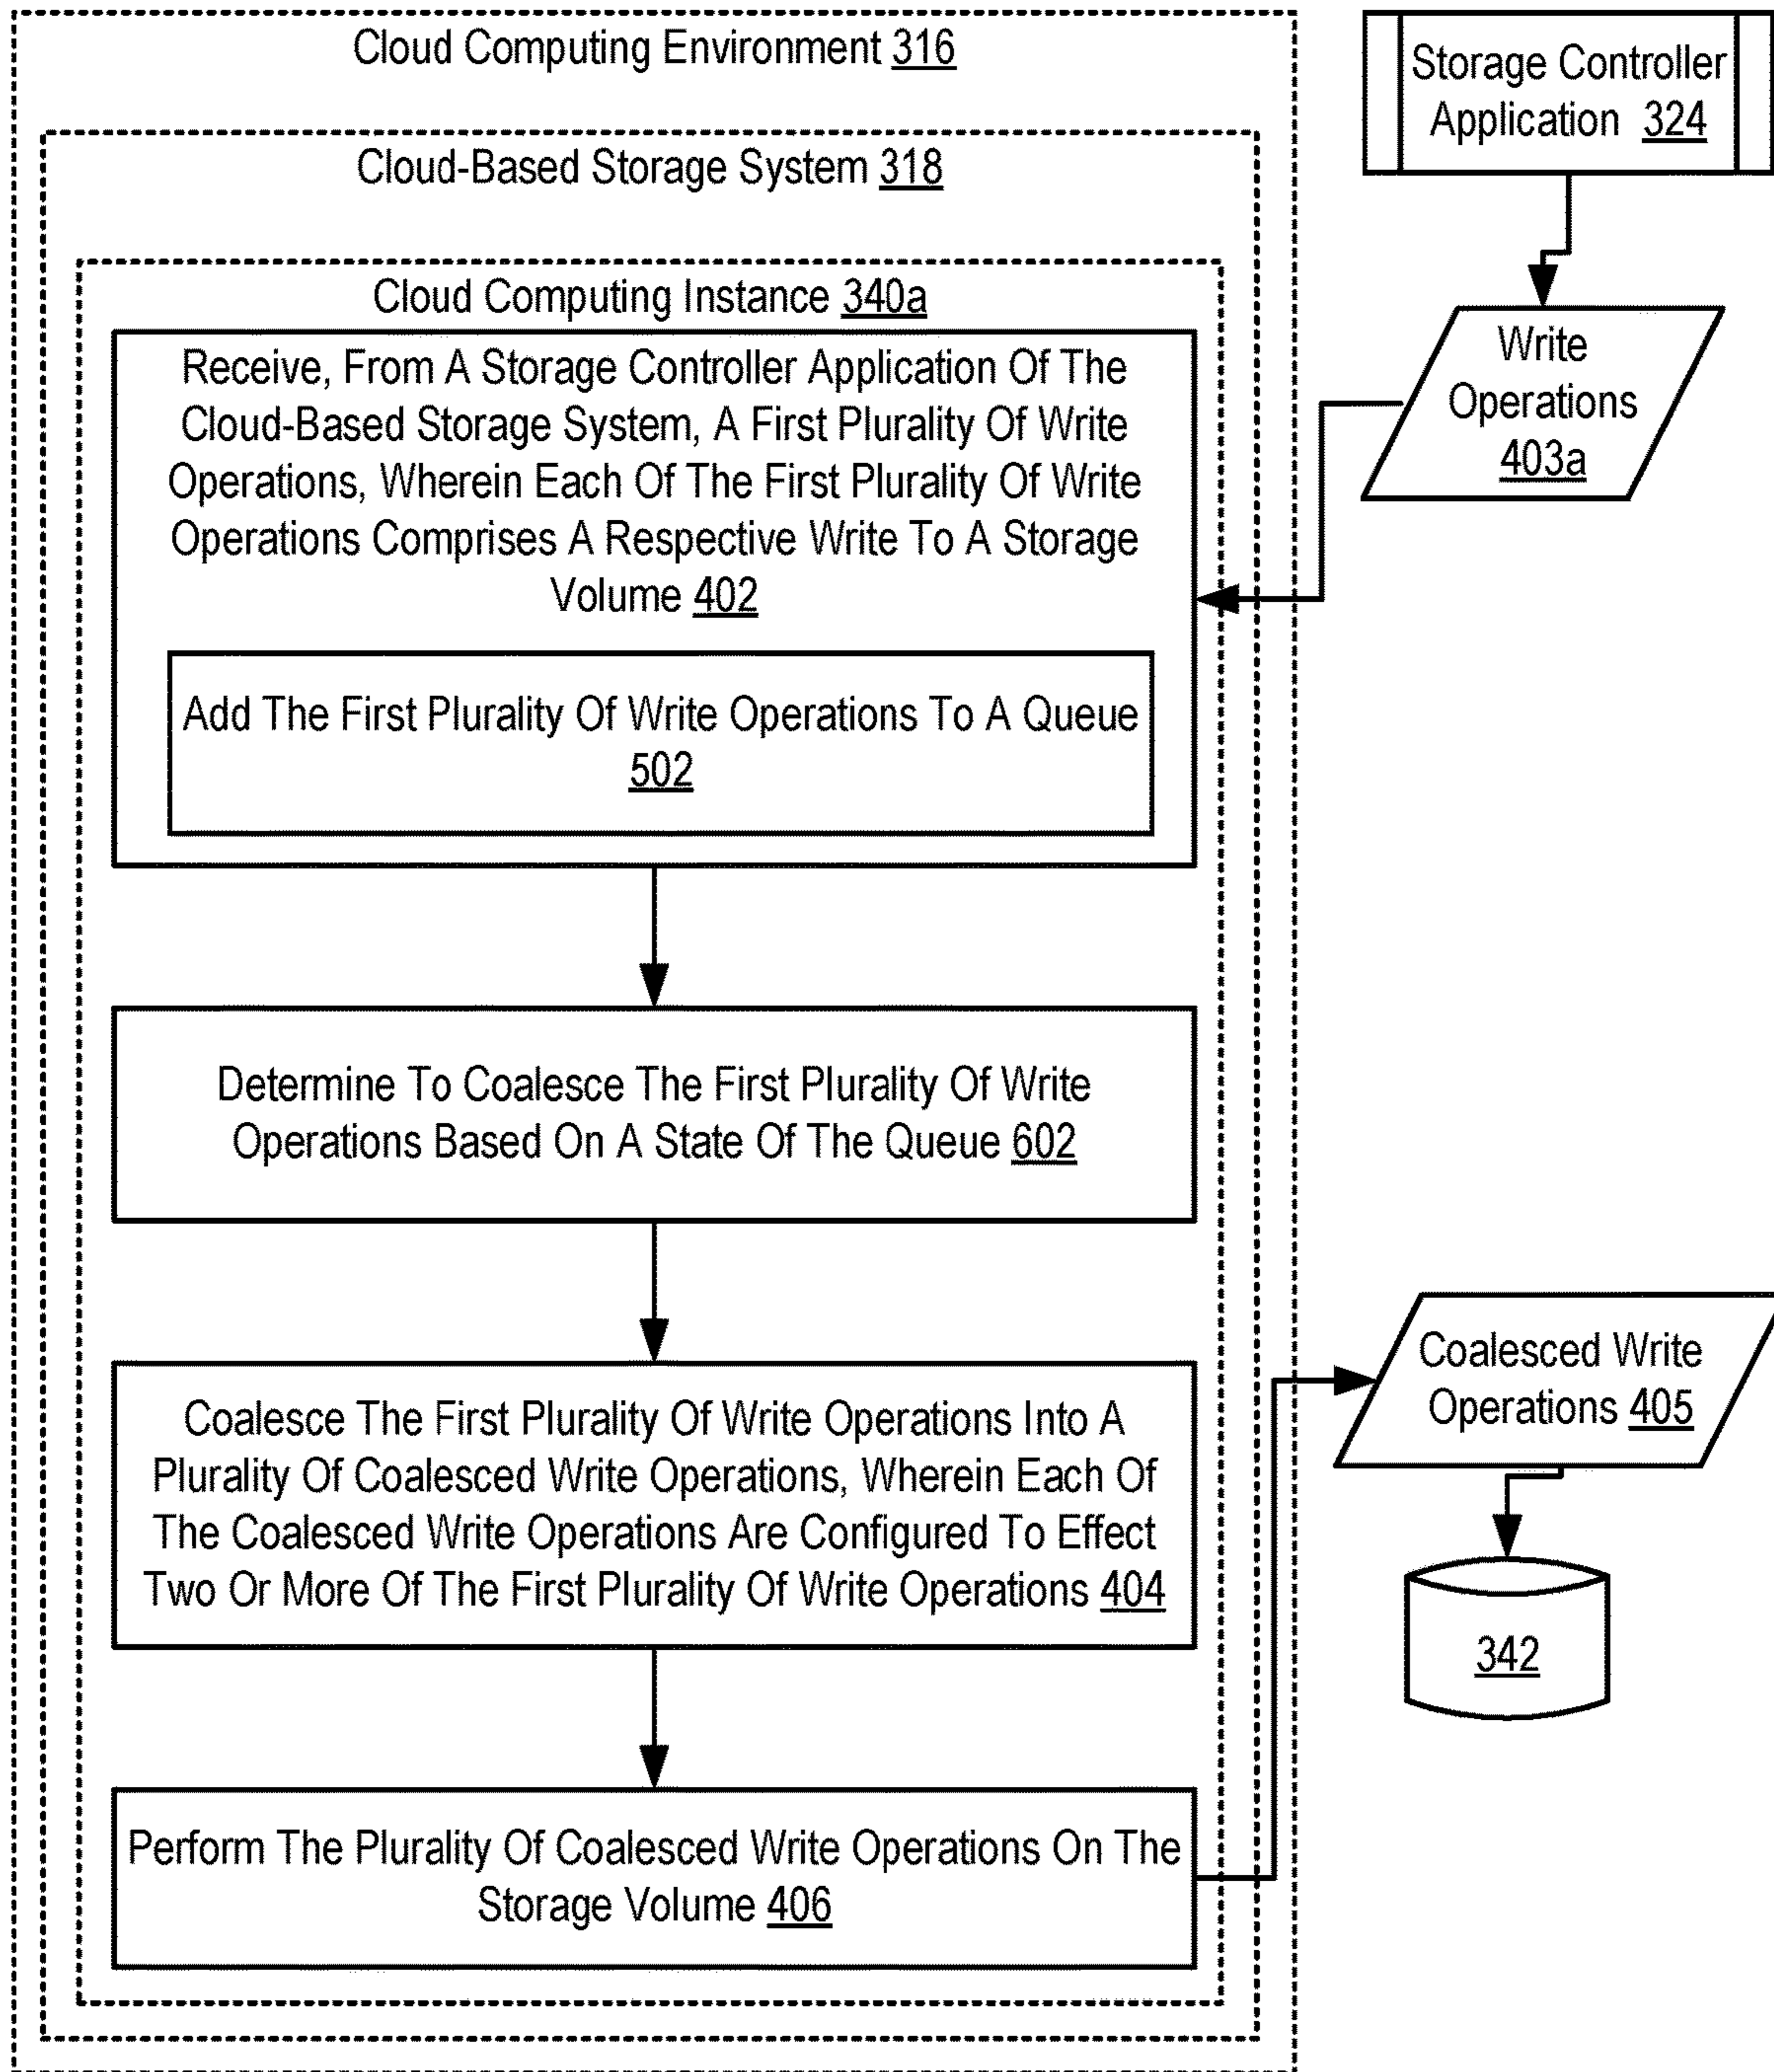 Cloud Computing Environment 316
Cloud-Based Storage System 318
Cloud Computing Instance 340a
Receive, From A Storage Controller Application Of The
Cloud-Based Storage System, A First Plurality Of Write
Operations, Wherein Each Of The First Plurality Of Write
Operations Comprises A Respective Write To A Storage
Volume 402
Add The First Plurality Of Write Operations To A Queue
502
Determine To Coalesce The First Plurality Of Write
Operations Based On A State Of The Queue 602
Coalesce The First Plurality Of Write Operations Into A
Plurality Of Coalesced Write Operations, Wherein Each Of
The Coalesced Write Operations Are Configured To Effect
Two Or More Of The First Plurality Of Write Operations 404
Perform The Plurality Of Coalesced Write Operations On The
Storage Volume 406
Storage Controller
Application 324
Write
Operations
403a
Coalesced Write
Operations 405
342